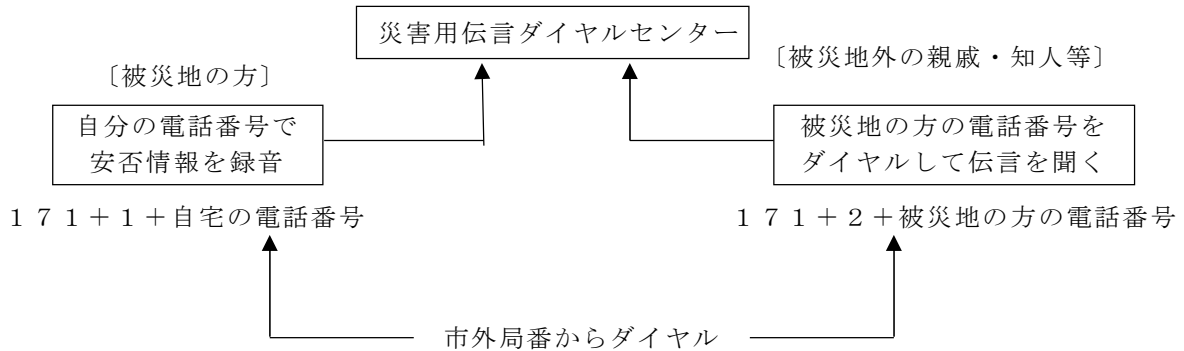 災害用伝言ダイヤルセンター
〔被災地の方〕
〔被災地外の親戚・知人等〕
自分の電話番号で
安否情報を録音
被災地の方の電話番号を
ダイヤルして伝言を聞く
１７１＋１＋自宅の電話番号
１７１＋２＋被災地の方の電話番号
市外局番からダイヤル